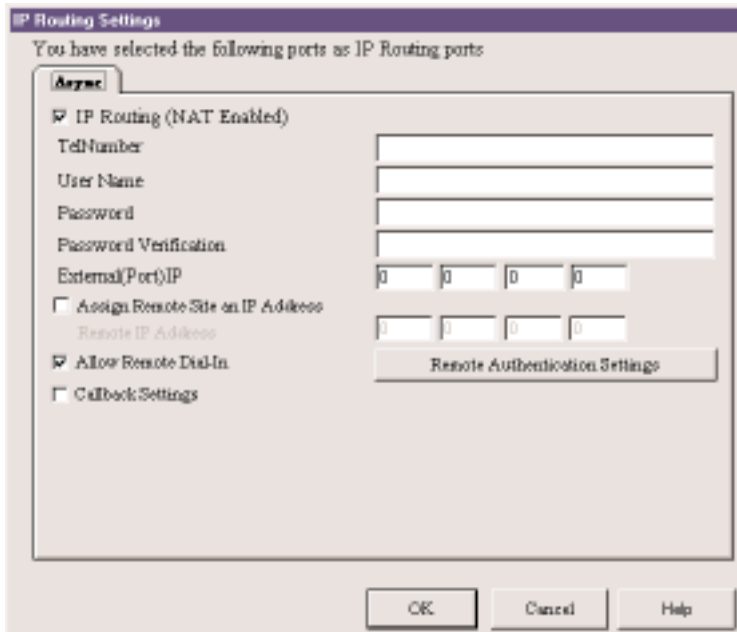 IP Routing Settings
You have selected the following ports as IP Routing ports
Async
IP Routing (NAT Enabled)
TelNumber
User Name
Password
Password Verification
External(Port)IP 0 0 0 0
Assign Remote Site an IP Address
Remote IP Address 0 0 0 0
Allow Remote Dial-In Remote Authentication Settings
Callback Settings
OK Cancel Help